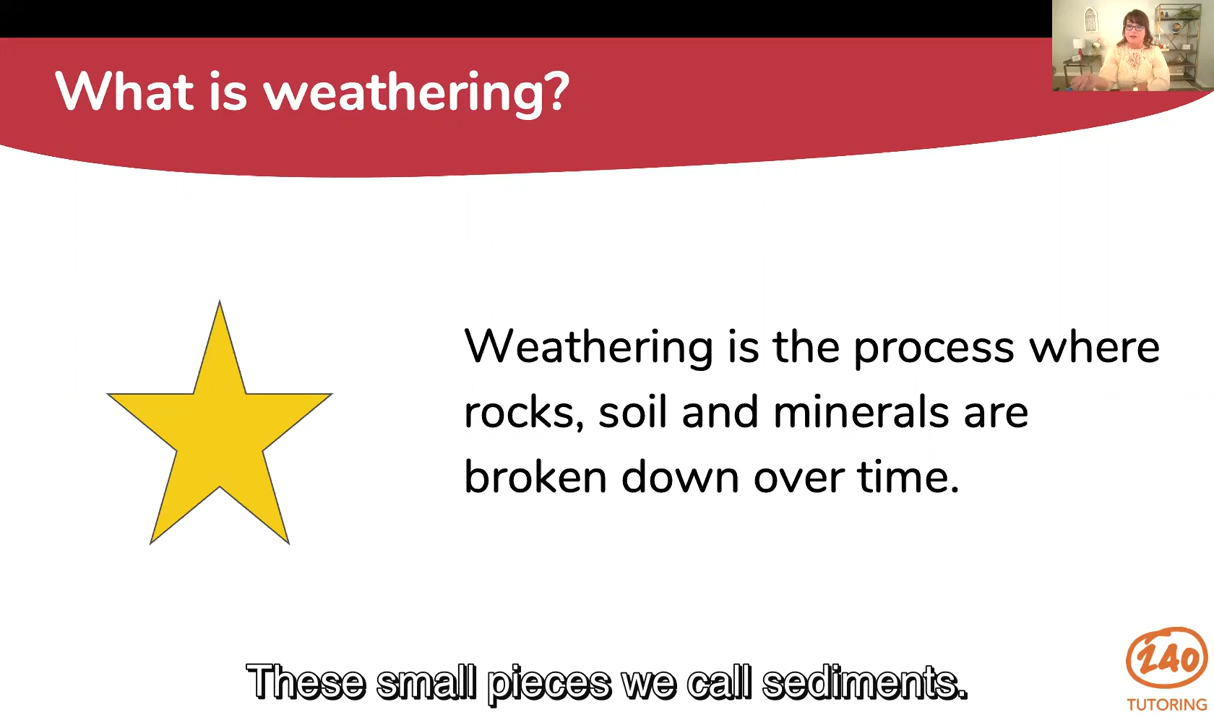 What is weathering?
Weathering is the process where
rocks, soil and minerals are
broken down over time.
These small pieces we call sediments.
240
TUTORING